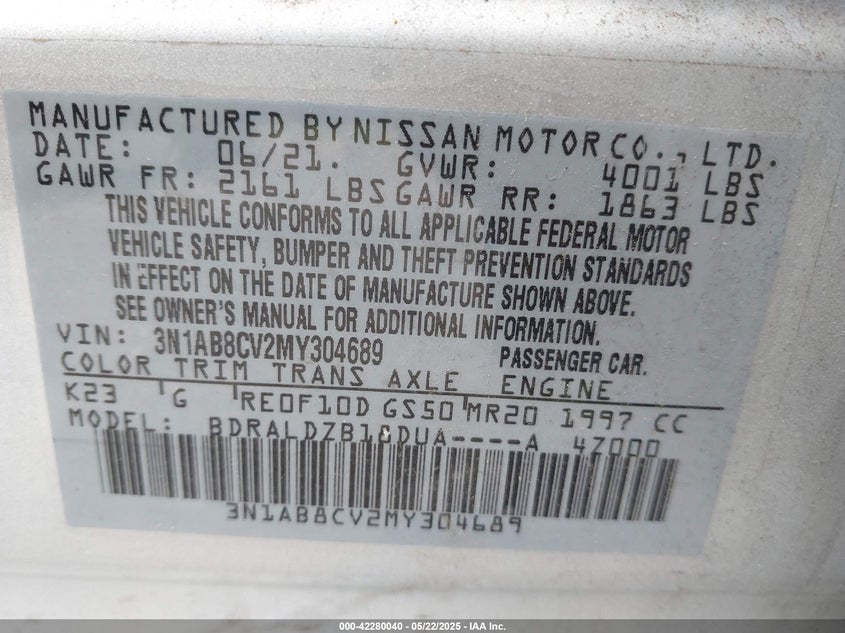 MANUFACTURED BY NISSAN MOTOR CO., LTD.
DATE: 06/21. GVWR: 4001 LBS
GAWR FR: 2161 LBS GAWR RR: 1863 LBS
THIS VEHICLE CONFORMS TO ALL APPLICABLE FEDERAL MOTOR
VEHICLE SAFETY, BUMPER AND THEFT PREVENTION STANDARDS
IN EFFECT ON THE DATE OF MANUFACTURE SHOWN ABOVE.
SEE OWNER'S MANUAL FOR ADDITIONAL INFORMATION.
VIN: 3N1AB8CV2MY304689 PASSENGER CAR.
COLOR TRIM TRANS AXLE ENGINE
K23 G RE0F10D GS50 MR20 1997 CC
MODEL: BDRALDZB18DUA----A 4Z000
3N1AB8CV2MY304689
000-42280040 - 05/22/2025 - IAA Inc.